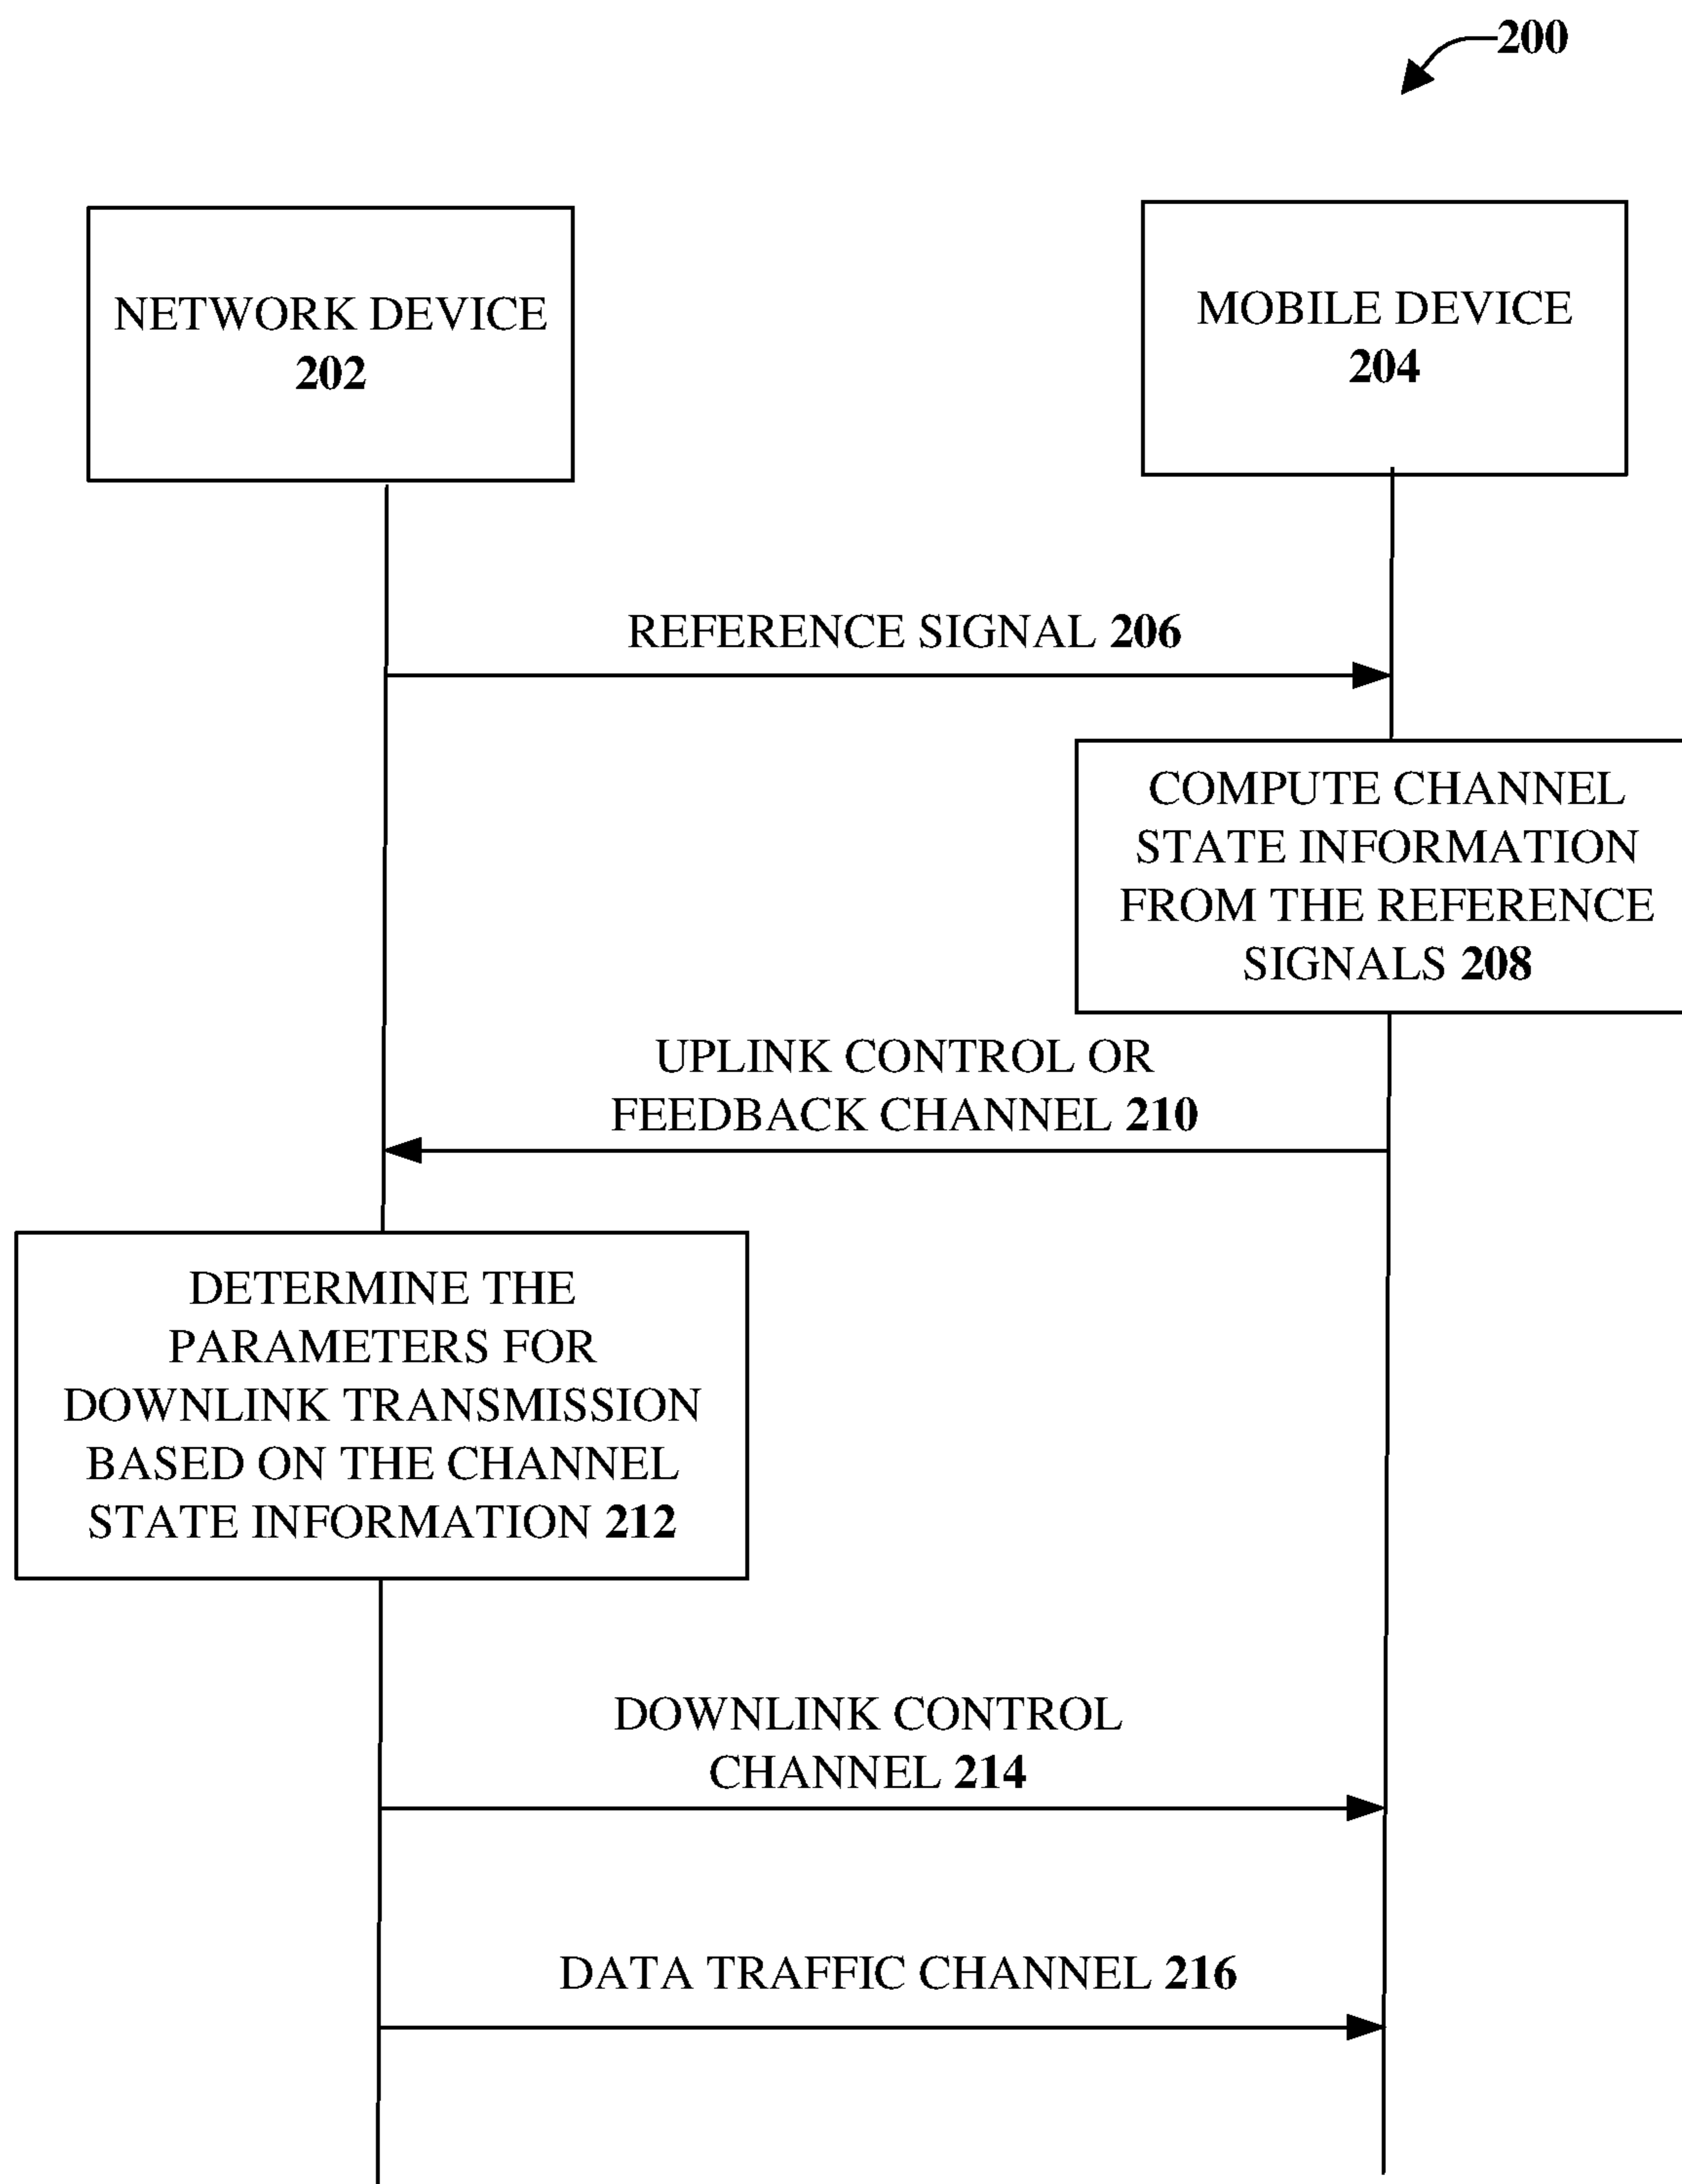 200
NETWORK DEVICE
202
MOBILE DEVICE
204
REFERENCE SIGNAL 206
COMPUTE CHANNEL
STATE INFORMATION
FROM THE REFERENCE
SIGNALS 208
UPLINK CONTROL OR
FEEDBACK CHANNEL 210
DETERMINE THE
PARAMETERS FOR
DOWNLINK TRANSMISSION
BASED ON THE CHANNEL
STATE INFORMATION 212
DOWNLINK CONTROL
CHANNEL 214
DATA TRAFFIC CHANNEL 216